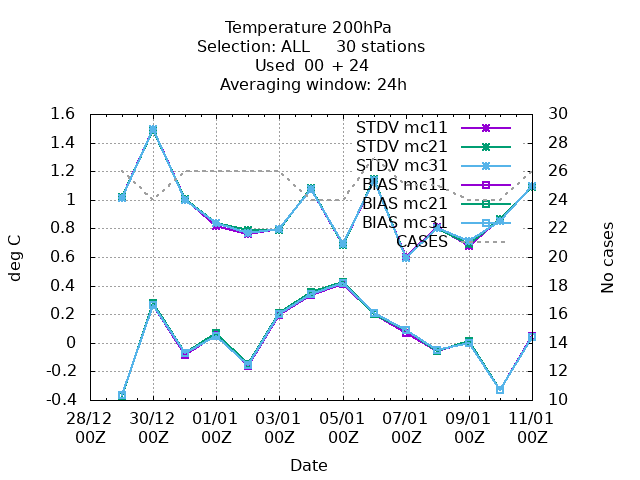 Temperature 200hPa
Selection: ALL 30 stations
Used 00 + 24
Averaging window: 24h
1.6 30
STDV mc11
1.4 28
STDV mc21
STDV mc31
1.2 26
BIAS mc11
1 24
BIAS mc21
BIAS mc31
0.8 22
CASES
0.6 20
0.4 18
0.2 16
0 14
-0.2 12
-0.4 10
deg C
No cases
28/12 30/12 01/01 03/01 05/01 07/01 09/01 11/01
00Z 00Z 00Z 00Z 00Z 00Z 00Z 00Z
Date